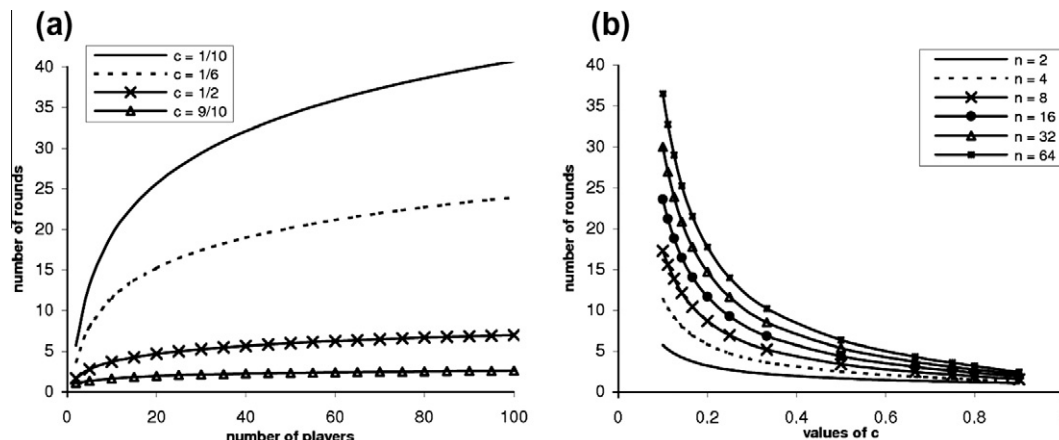 (a)
c = 1/10
c = 1/6
c = 1/2
c = 9/10
number of rounds
40
35
30
25
20
15
10
5
0
0 20 40 60 80 100
number of players
(b)
n = 2
n = 4
n = 8
n = 16
n = 32
n = 64
number of rounds
40
35
30
25
20
15
10
5
0
0 0.2 0.4 0.6 0.8
values of c